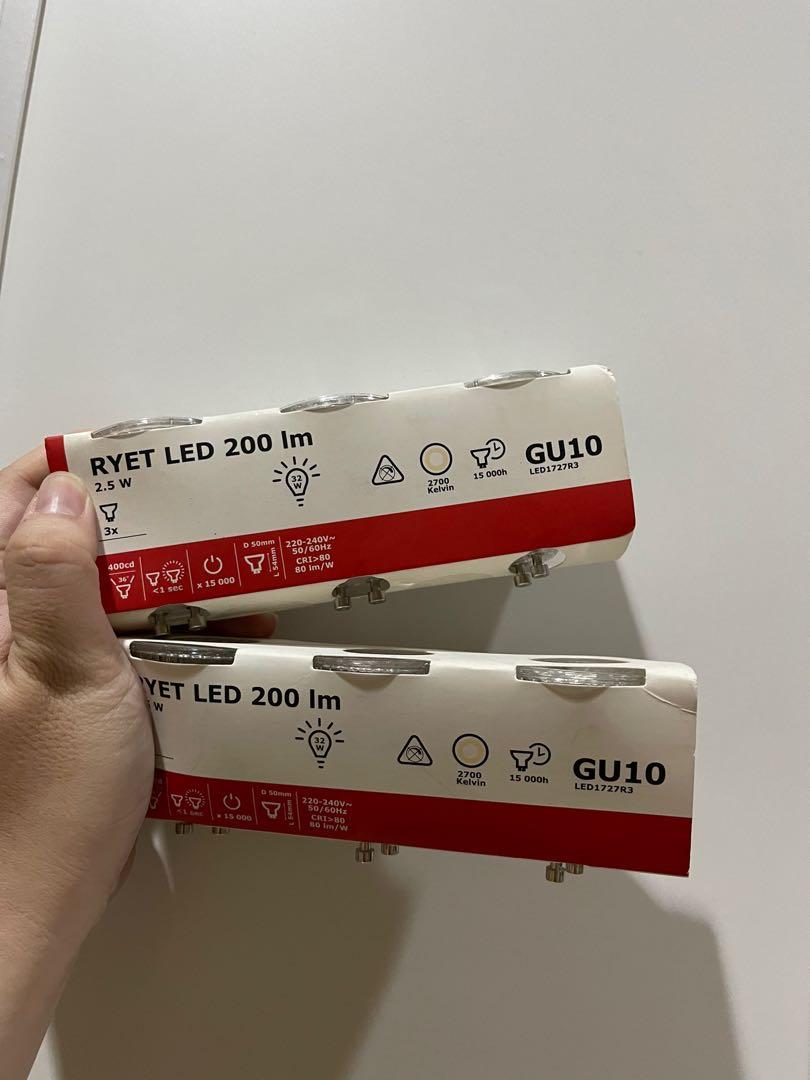 RYET LED 200 lm
2.5 W
32
W
3x
2700
Kelvin
15 000h
GU10
LED1727R3
400cd
36°
<1 sec
x 15 000
D 50mm
L 54mm
220-240V~
50/60Hz
CRI>80
80 lm/W
YET LED 200 lm
W
32
W
2700
Kelvin
15 000h
GU10
LED1727R3
<1 sec
x 15 000
D 50mm
L 54mm
220-240V~
50/60Hz
CRI>80
80 lm/W